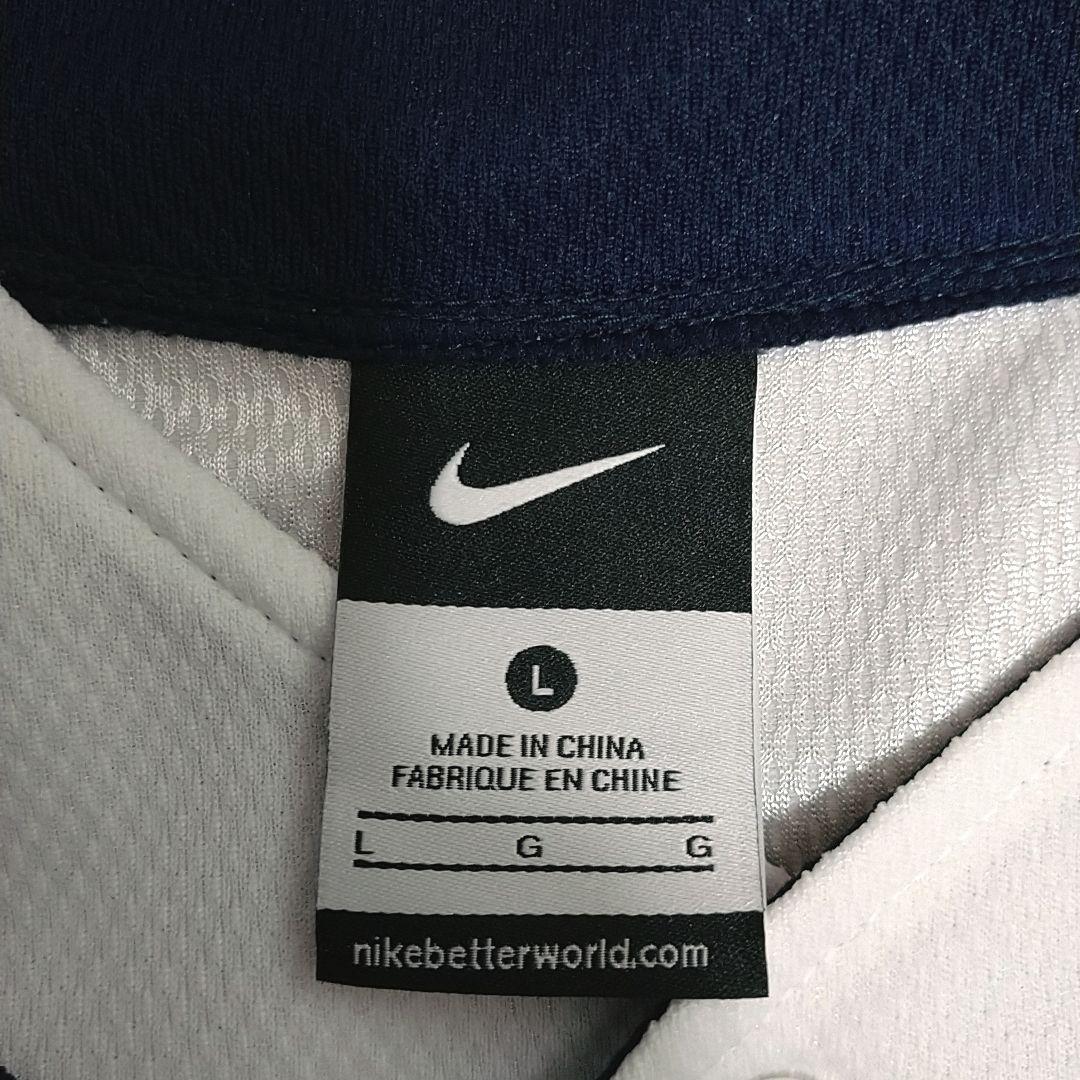 L
MADE IN CHINA
FABRIQUE EN CHINE
L G G
nikebetterworld.com